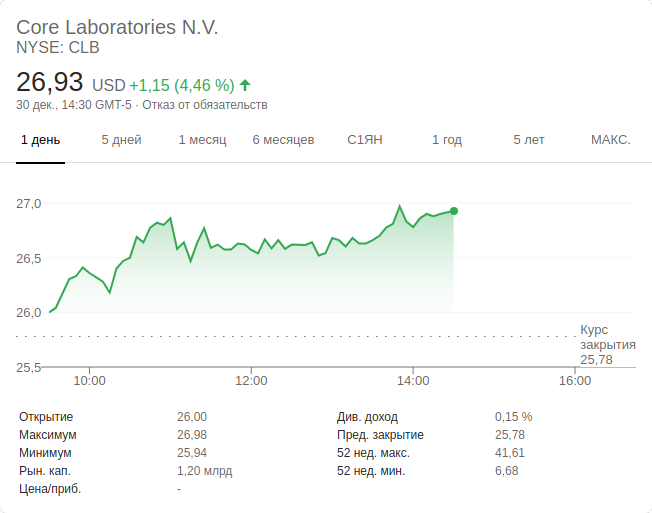 Core Laboratories N.V.
NYSE: CLB
26,93 USD +1,15 (4,46 %)
30 дек., 14:30 GMT-5 · Отказ от обязательств
1 день 5 дней 1 месяц 6 месяцев С1ЯН 1 год 5 лет МАКС.
27,0
26,5
26,0
25,5
Курс
закрытия
25,78
10:00 12:00 14:00 16:00
Открытие 26,00 Див. доход 0,15 %
Максимум 26,98 Пред. закрытие 25,78
Минимум 25,94 52 нед. макс. 41,61
Рын. кап. 1,20 млрд 52 нед. мин. 6,68
Цена/приб. -